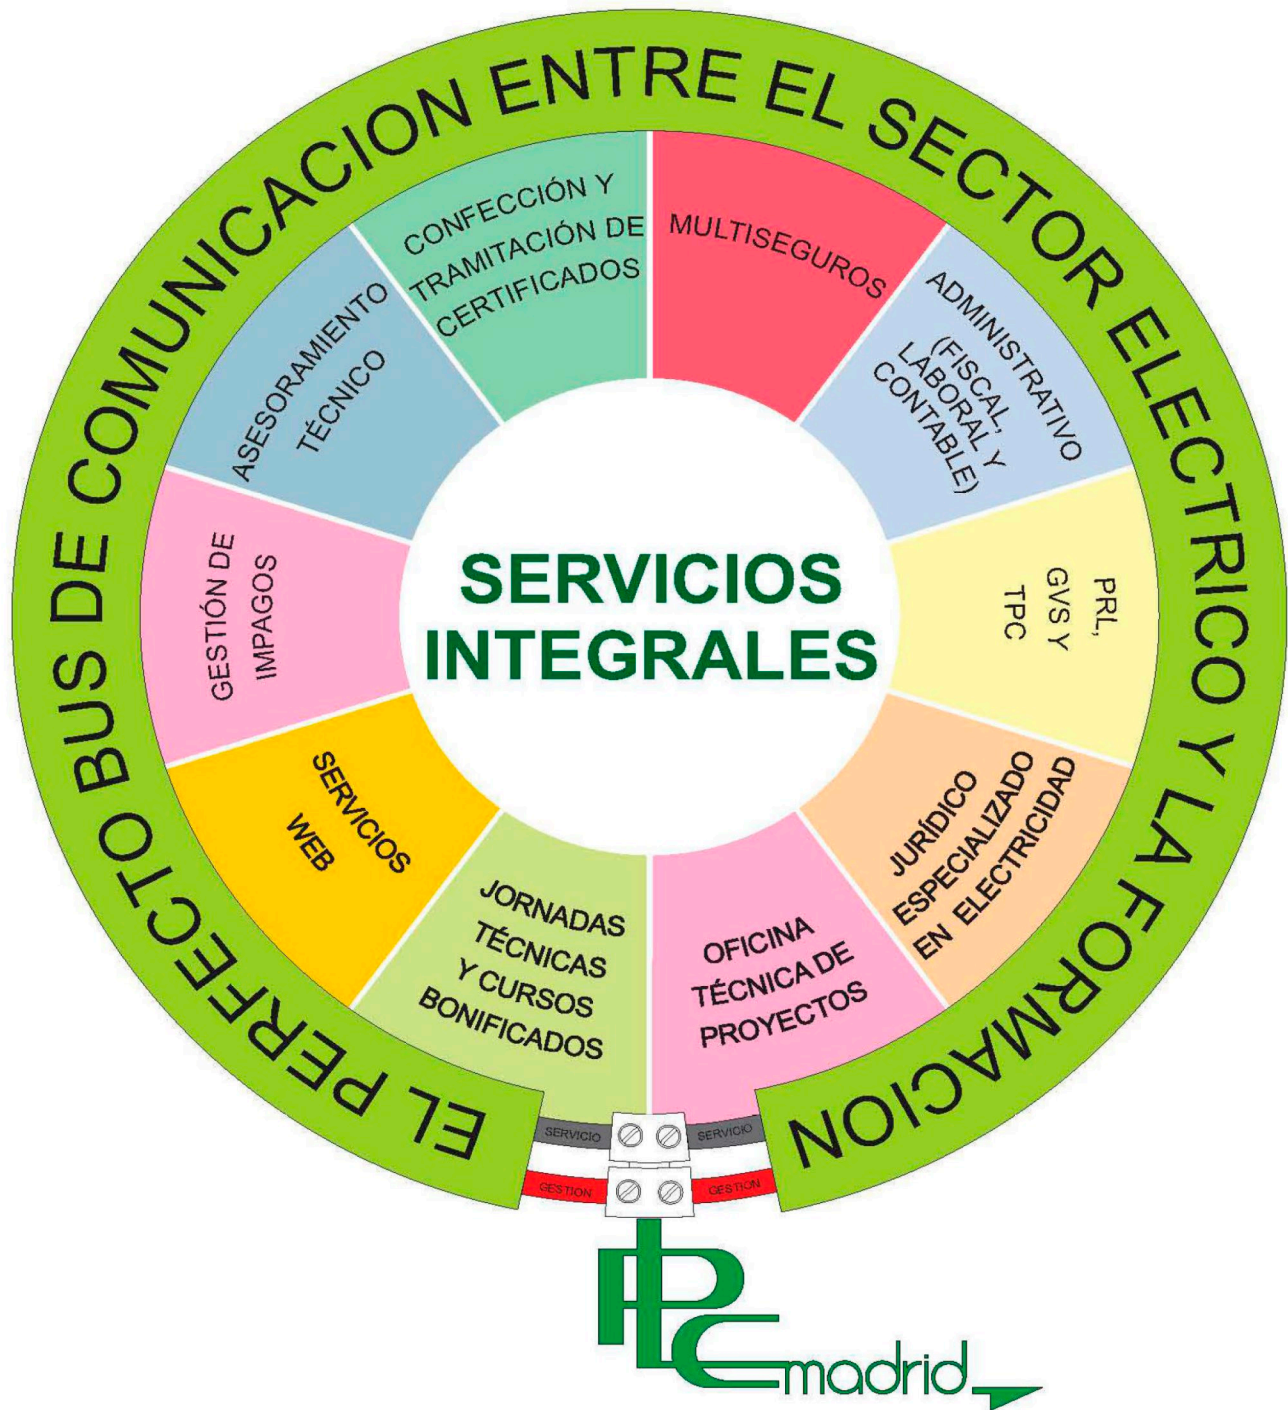 EL PERFECTO BUS DE COMUNICACION ENTRE EL SECTOR ELECTRICO Y LA FORMACION
CONFECCIÓN Y
TRAMITACIÓN DE
CERTIFICADOS
MULTISEGUROS
ADMINISTRATIVO
(FISCAL,
LABORAL Y
CONTABLE)
PRL,
GVS Y
TPC
JURÍDICO
ESPECIALIZADO
EN ELECTRICIDAD
OFICINA
TÉCNICA DE
PROYECTOS
JORNADAS
TÉCNICAS
Y CURSOS
BONIFICADOS
SERVICIOS
WEB
GESTIÓN DE
IMPAGOS
ASESORAMIENTO
TÉCNICO
SERVICIOS
INTEGRALES
SERVICIO
SERVICIO
GESTION
GESTION
PLC madrid